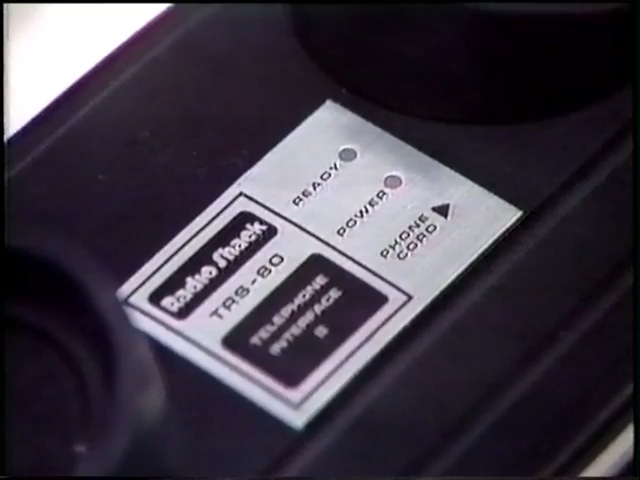 READY
POWER
PHONE
CORD
Radio Shack
TRS-80
TELEPHONE
INTERFACE
II